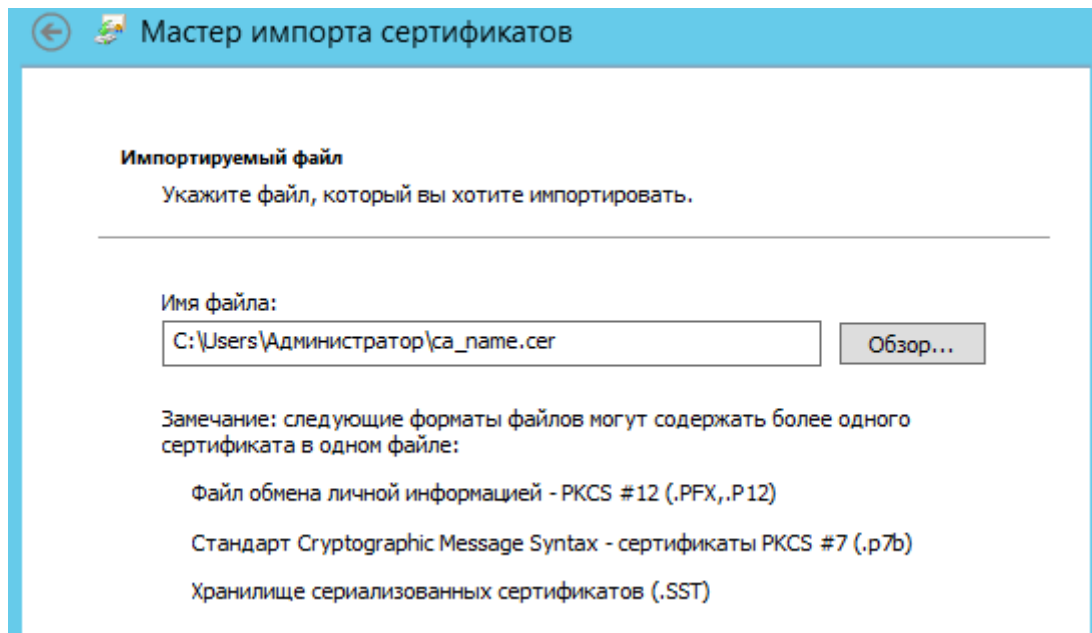 Мастер импорта сертификатов
Импортируемый файл
Укажите файл, который вы хотите импортировать.
Имя файла:
C:\Users\Администратор\ca_name.cer
Обзор...
Замечание: следующие форматы файлов могут содержать более одного
сертификата в одном файле:
Файл обмена личной информацией - PKCS #12 (.PFX,.P12)
Стандарт Cryptographic Message Syntax - сертификаты PKCS #7 (.p7b)
Хранилище сериализованных сертификатов (.SST)